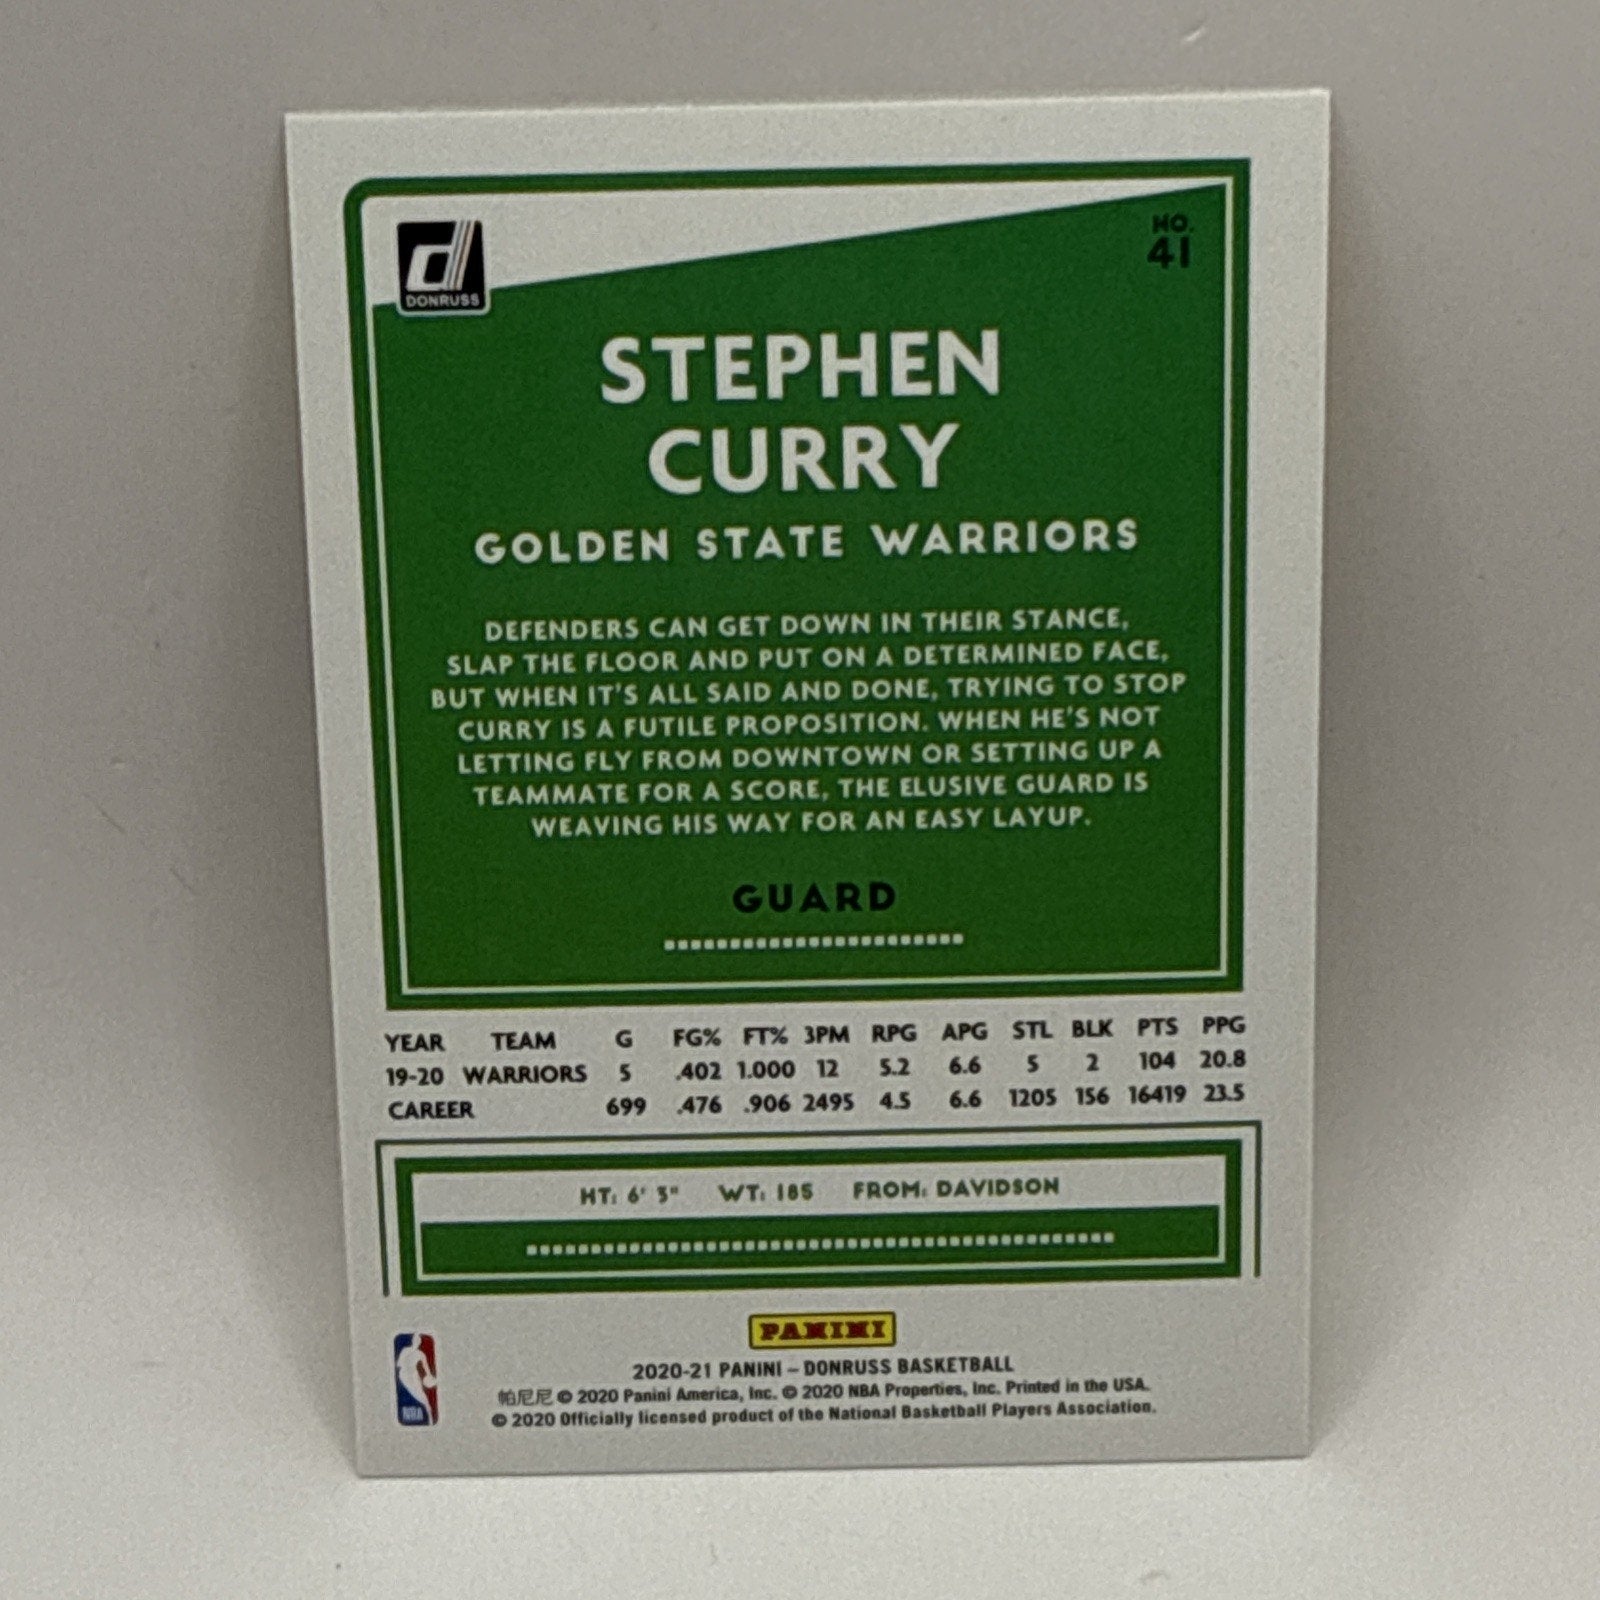 DONRUSS
NO.
41
STEPHEN
CURRY
GOLDEN STATE WARRIORS
DEFENDERS CAN GET DOWN IN THEIR STANCE,
SLAP THE FLOOR AND PUT ON A DETERMINED FACE,
BUT WHEN IT'S ALL SAID AND DONE, TRYING TO STOP
CURRY IS A FUTILE PROPOSITION. WHEN HE'S NOT
LETTING FLY FROM DOWNTOWN OR SETTING UP A
TEAMMATE FOR A SCORE, THE ELUSIVE GUARD IS
WEAVING HIS WAY FOR AN EASY LAYUP.
GUARD
YEAR TEAM G FG% FT% 3PM RPG APG STL BLK PTS PPG
19-20 WARRIORS 5 .402 1.000 12 5.2 6.6 5 2 104 20.8
CAREER 699 .476 .906 2495 4.5 6.6 1205 156 16419 23.5
HT: 6' 3" WT: 185 FROM: DAVIDSON
PANINI
2020-21 PANINI – DONRUSS BASKETBALL
帕尼尼 © 2020 Panini America, Inc. © 2020 NBA Properties, Inc. Printed in the USA.
© 2020 Officially licensed product of the National Basketball Players Association.
NBA